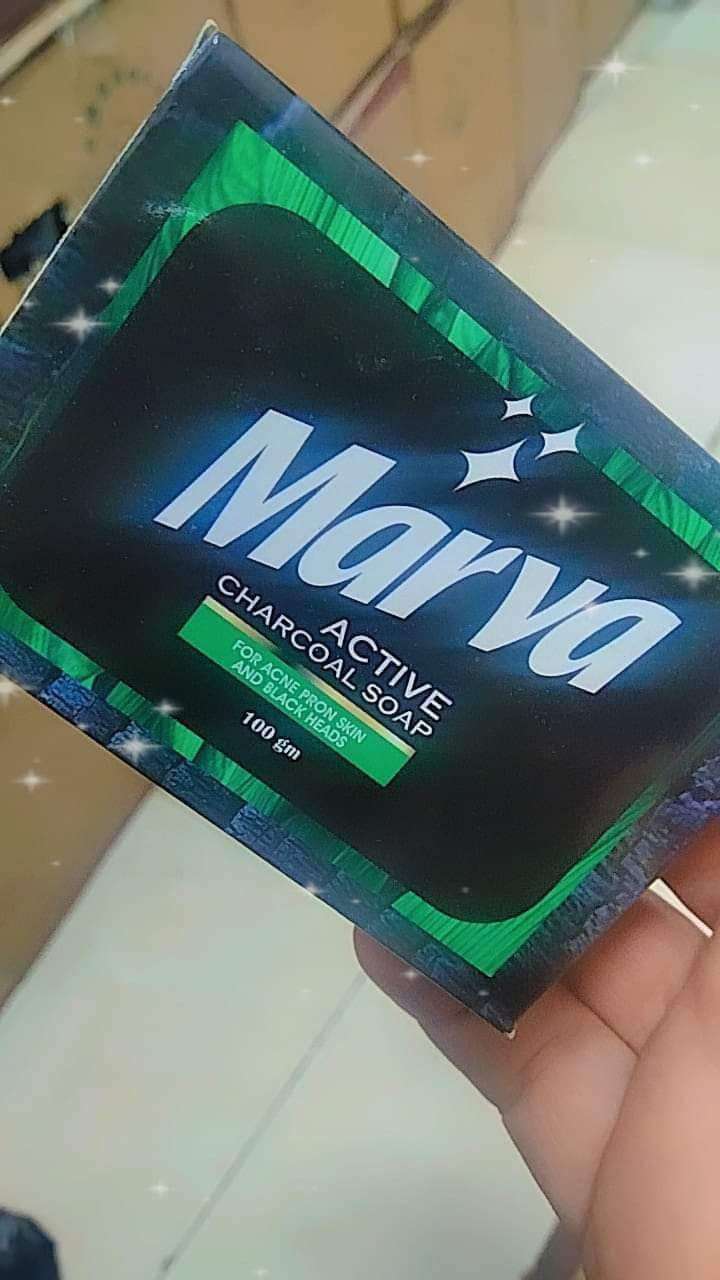 Marva
ACTIVE
CHARCOAL SOAP
FOR ACNE PRON SKIN
AND BLACK HEADS
100 gm